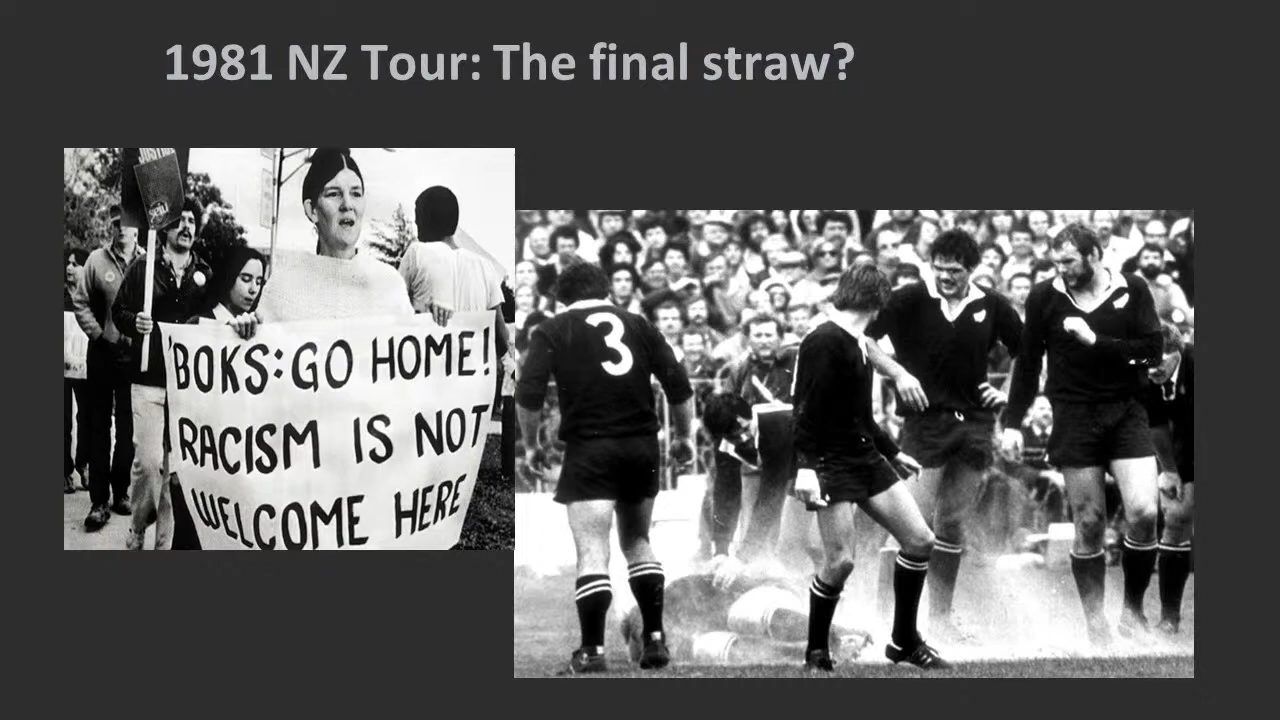 1981 NZ Tour: The final straw?
'BOKS: GO HOME!
RACISM IS NOT
WELCOME HERE
3